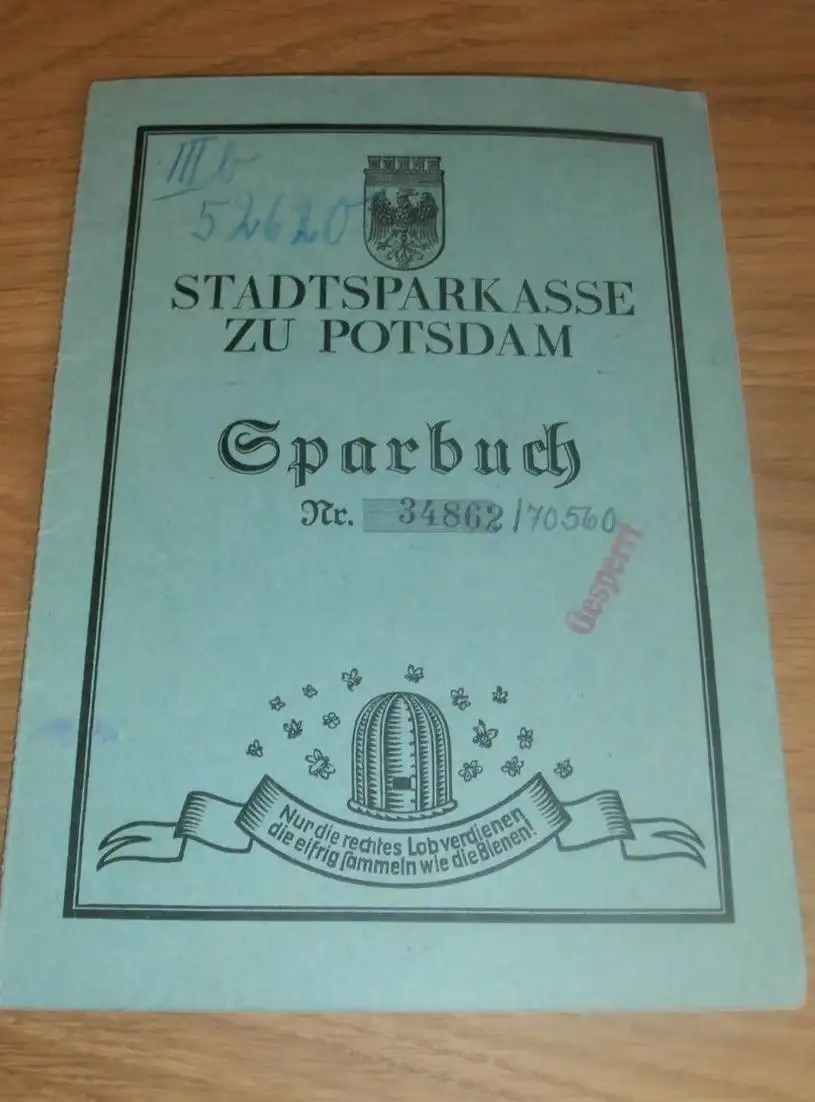 III b
52620
STADTSPARKASSE
ZU POTSDAM
Sparbuch
Nr. 34862/70560
Gesperrt
Nur die rechtes Lob verdienen,
die eifrig sammeln wie die Bienen!